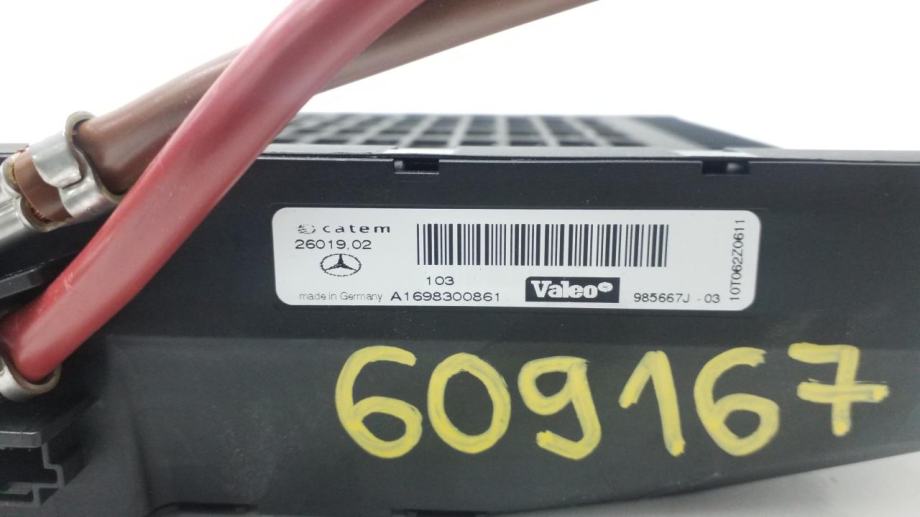 catem
26019.02
103
made in Germany A1698300861
Valeo
985667J - 03
10T062Z0611
609167